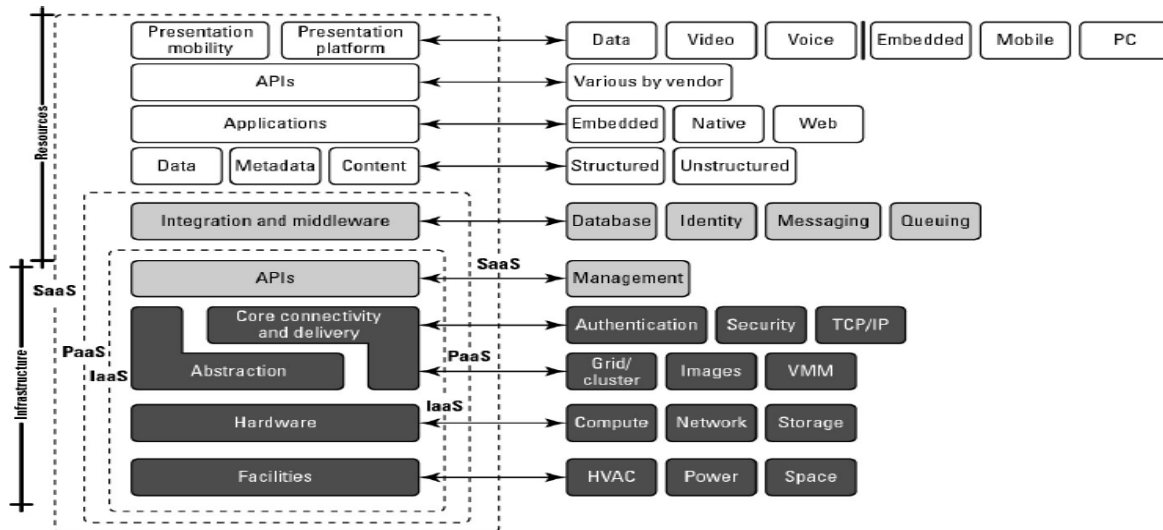 Presentation mobility
Presentation platform
Data
Video
Voice
Embedded
Mobile
PC
APIs
Various by vendor
Applications
Embedded
Native
Web
Data
Metadata
Content
Structured
Unstructured
Integration and middleware
Database
Identity
Messaging
Queuing
APIs
SaaS
Management
Core connectivity and delivery
Authentication
Security
TCP/IP
Abstraction
PaaS
Grid/cluster
Images
VMM
Hardware
IaaS
Compute
Network
Storage
Facilities
HVAC
Power
Space
Resources
Infrastructure
SaaS
PaaS
IaaS